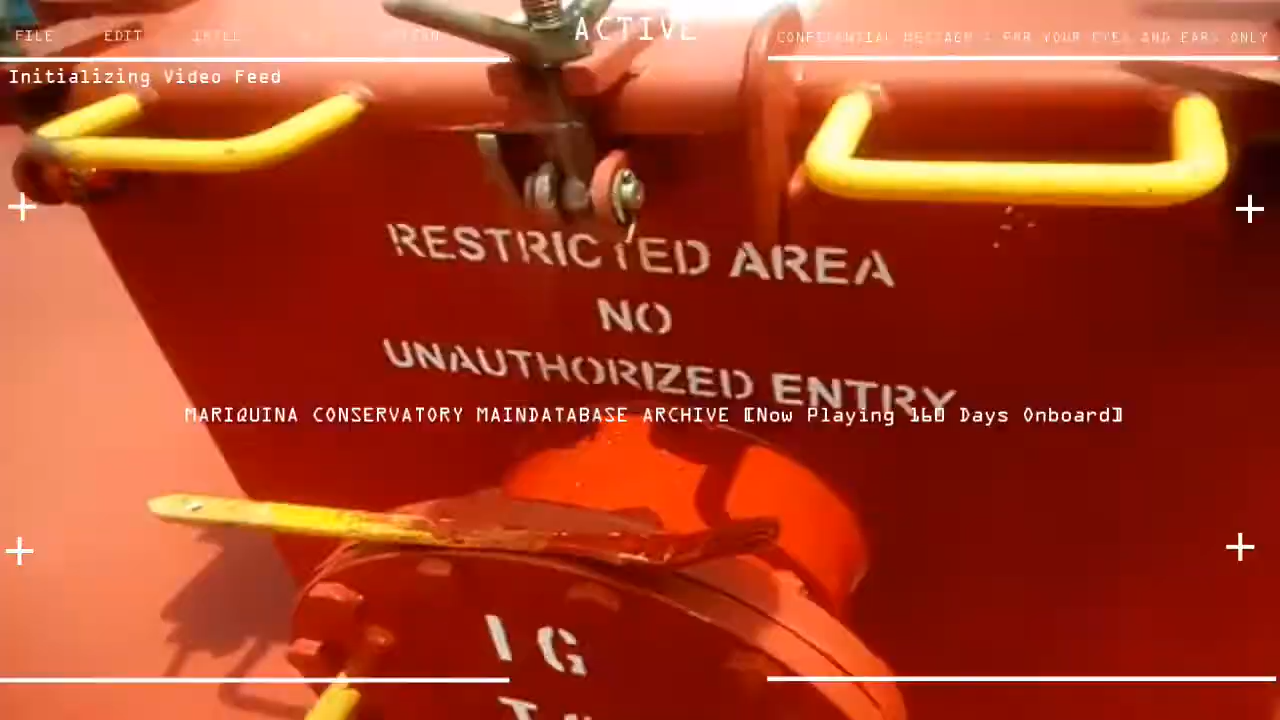 ACTIVE
FILE EDIT
CONFIDENTIAL MESSAGE : FOR YOUR EYES AND EARS ONLY
Initializing Video Feed
RESTRICTED AREA
NO
UNAUTHORIZED ENTRY
MARIQUINA CONSERVATORY MAINDATABASE ARCHIVE [Now Playing 160 Days Onboard]
I G